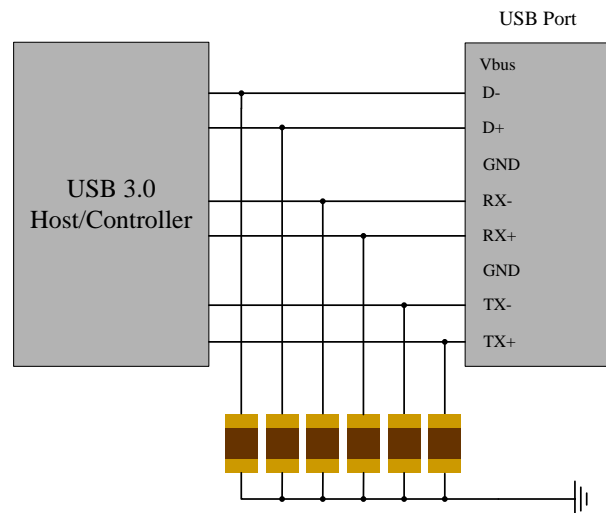 USB Port
Vbus
D-
D+
GND
USB 3.0
Host/Controller
RX-
RX+
GND
TX-
TX+